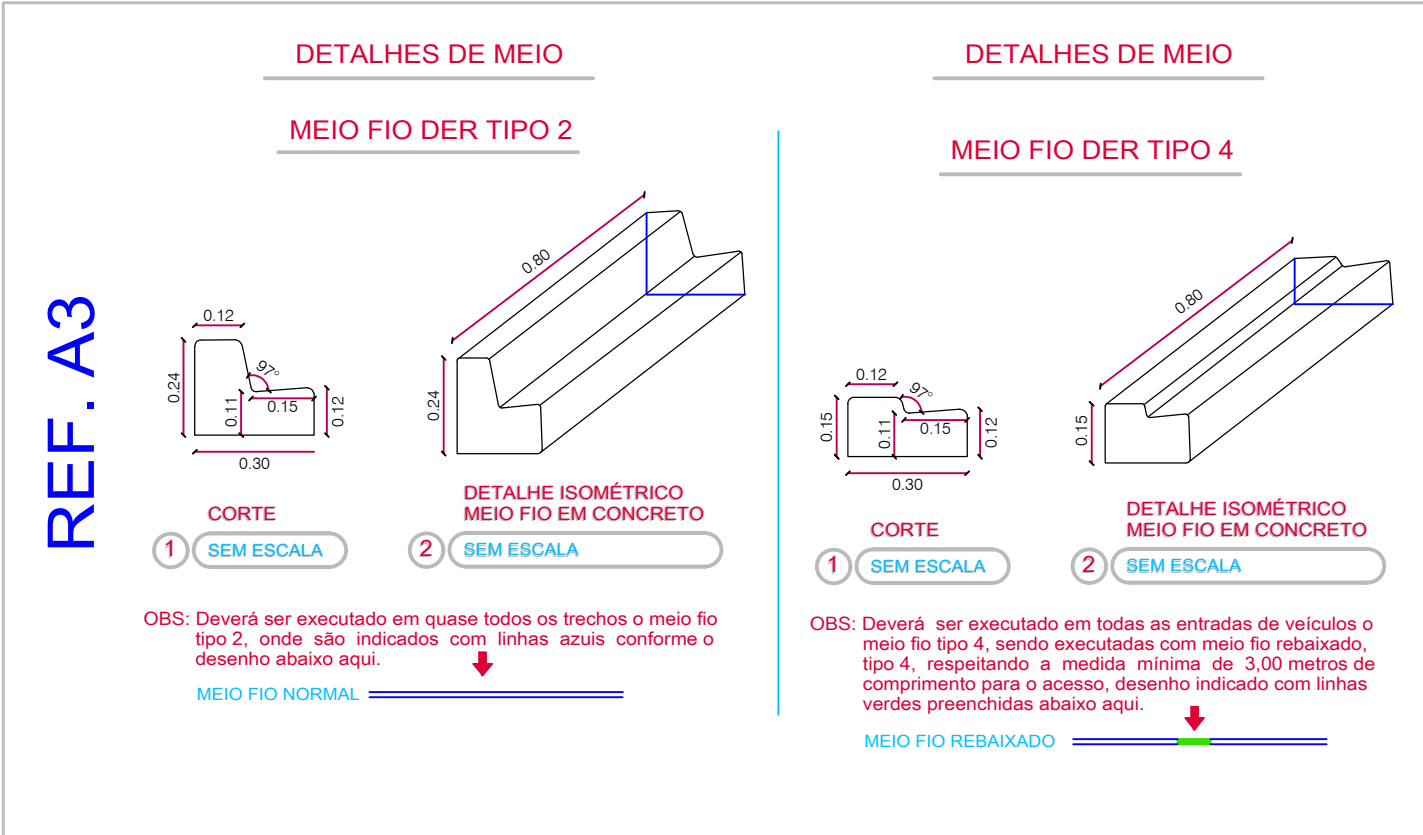 REF. A3
DETALHES DE MEIO
MEIO FIO DER TIPO 2
0.12
0.24
97°
0.11
0.15
0.12
0.30
0.80
0.24
CORTE
1
SEM ESCALA
DETALHE ISOMÉTRICO
MEIO FIO EM CONCRETO
2
SEM ESCALA
OBS: Deverá ser executado em quase todos os trechos o meio fio
tipo 2, onde são indicados com linhas azuis conforme o
desenho abaixo aqui.
MEIO FIO NORMAL
DETALHES DE MEIO
MEIO FIO DER TIPO 4
0.12
97°
0.15
0.11
0.15
0.12
0.30
0.80
0.15
CORTE
1
SEM ESCALA
DETALHE ISOMÉTRICO
MEIO FIO EM CONCRETO
2
SEM ESCALA
OBS: Deverá ser executado em todas as entradas de veículos o
meio fio tipo 4, sendo executadas com meio fio rebaixado,
tipo 4, respeitando a medida mínima de 3,00 metros de
comprimento para o acesso, desenho indicado com linhas
verdes preenchidas abaixo aqui.
MEIO FIO REBAIXADO